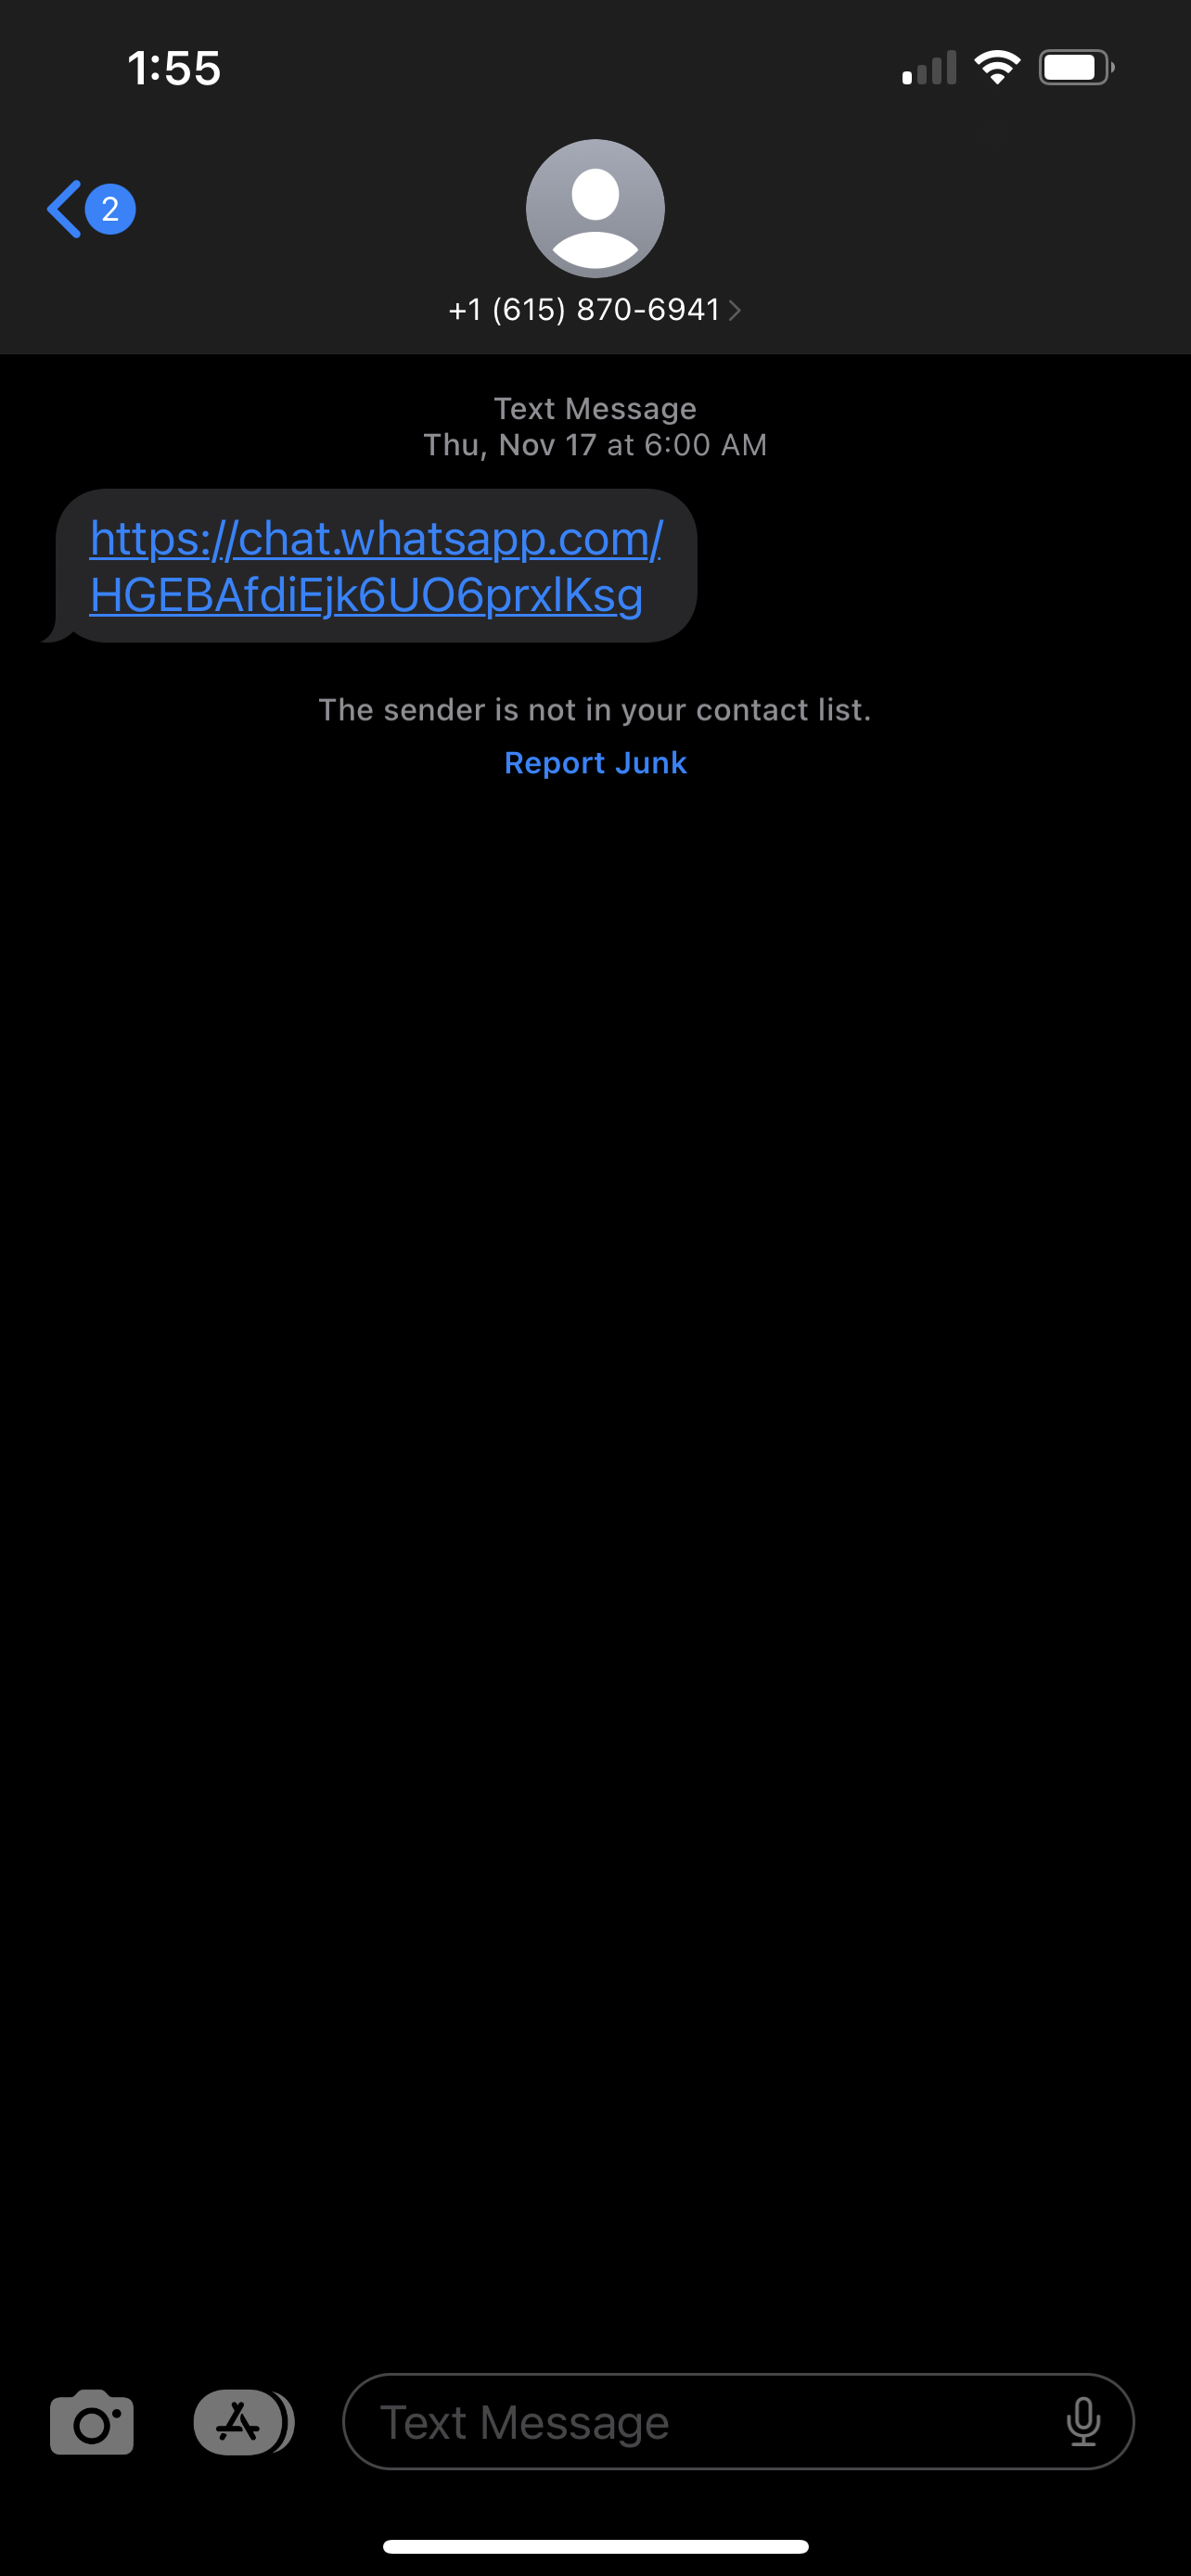 1:55
2
+1 (615) 870-6941
Text Message
Thu, Nov 17 at 6:00 AM
https://chat.whatsapp.com/
HGEBAfdiEjk6UO6prxlKsg
The sender is not in your contact list.
Report Junk
Text Message